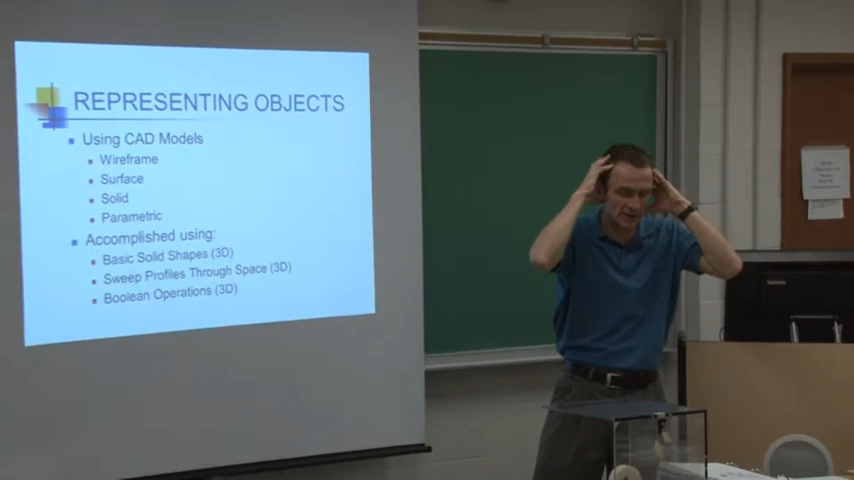 REPRESENTING OBJECTS
Using CAD Models
Wireframe
Surface
Solid
Parametric
Accomplished using:
Basic Solid Shapes (3D)
Sweep Profiles Through Space (3D)
Boolean Operations (3D)